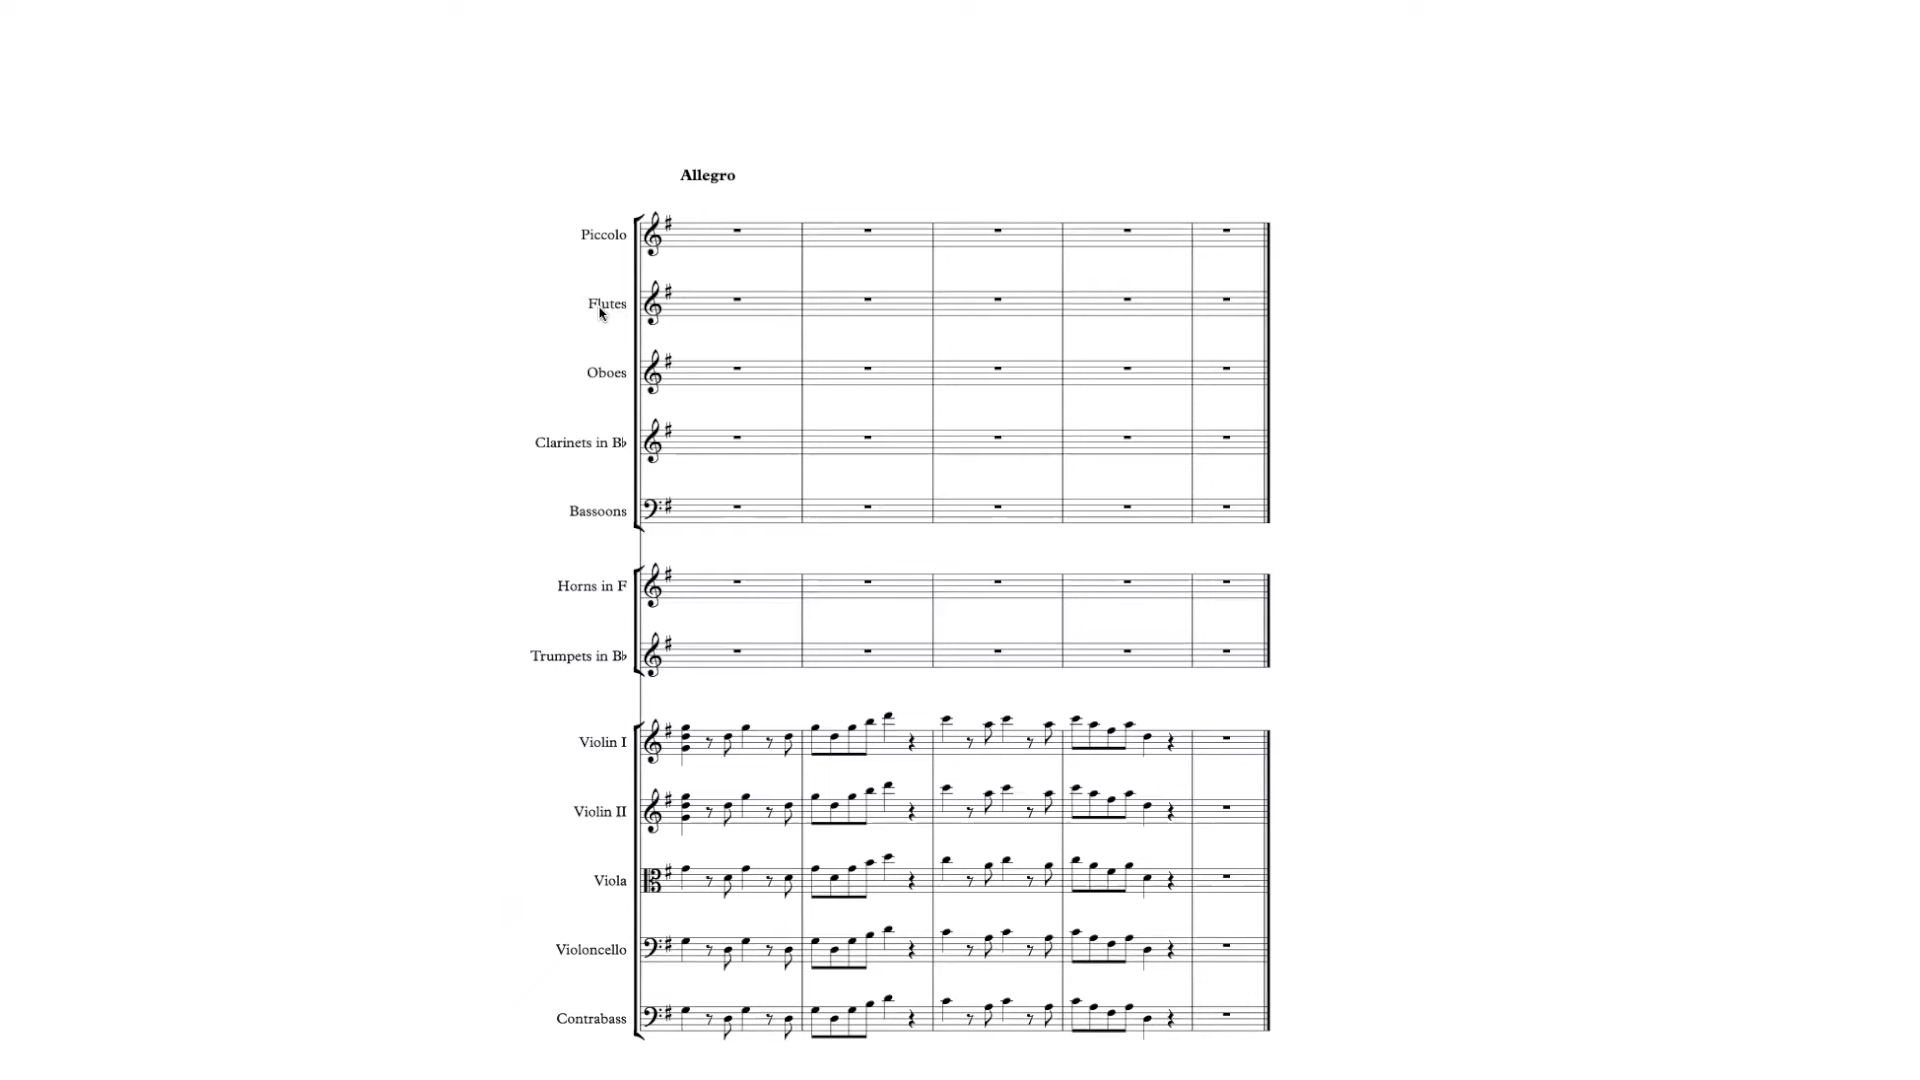 Allegro
Piccolo
Flutes
Oboes
Clarinets in B♭
Bassoons
Horns in F
Trumpets in B♭
Violin I
Violin II
Viola
Violoncello
Contrabass